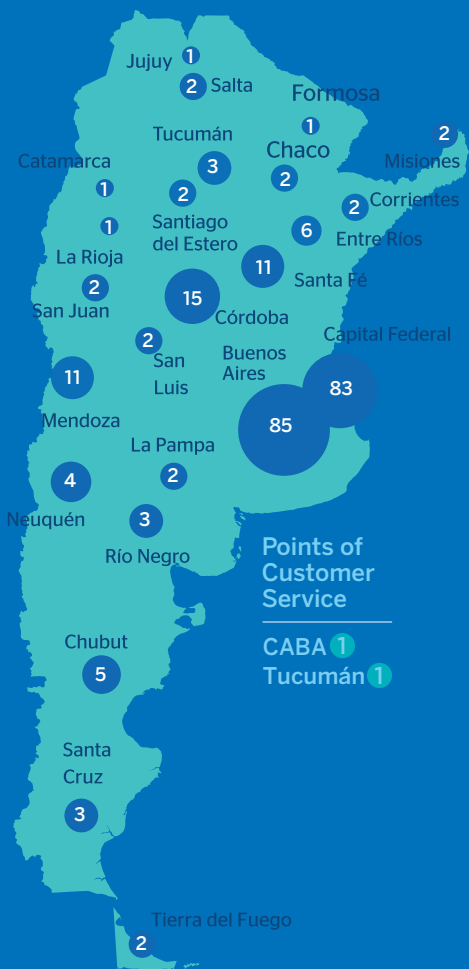 Jujuy 1
2 Salta
Formosa
1
Tucumán
3
Chaco
2
2
Misiones
Catamarca
1
2
Santiago
del Estero
2 Corrientes
1
La Rioja
6
Entre Ríos
11
Santa Fé
2
San Juan
15
Córdoba
2
San
Luis
Buenos
Aires
Capital Federal
83
85
11
Mendoza
La Pampa
2
4
Neuquén
3
Río Negro
Points of
Customer
Service
CABA 1
Tucumán 1
Chubut
5
Santa
Cruz
3
Tierra del Fuego
2